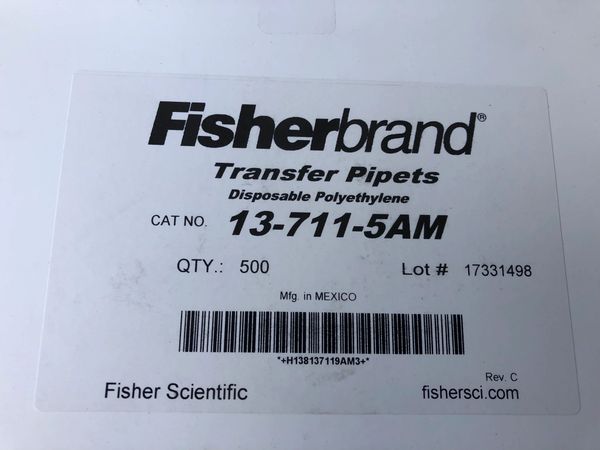 Fisherbrand®
Transfer Pipets
Disposable Polyethylene
CAT NO. 13-711-5AM
QTY.: 500 Lot # 17331498
Mfg. in MEXICO
*+H138137119AM3+*
Rev. C
Fisher Scientific fishersci.com